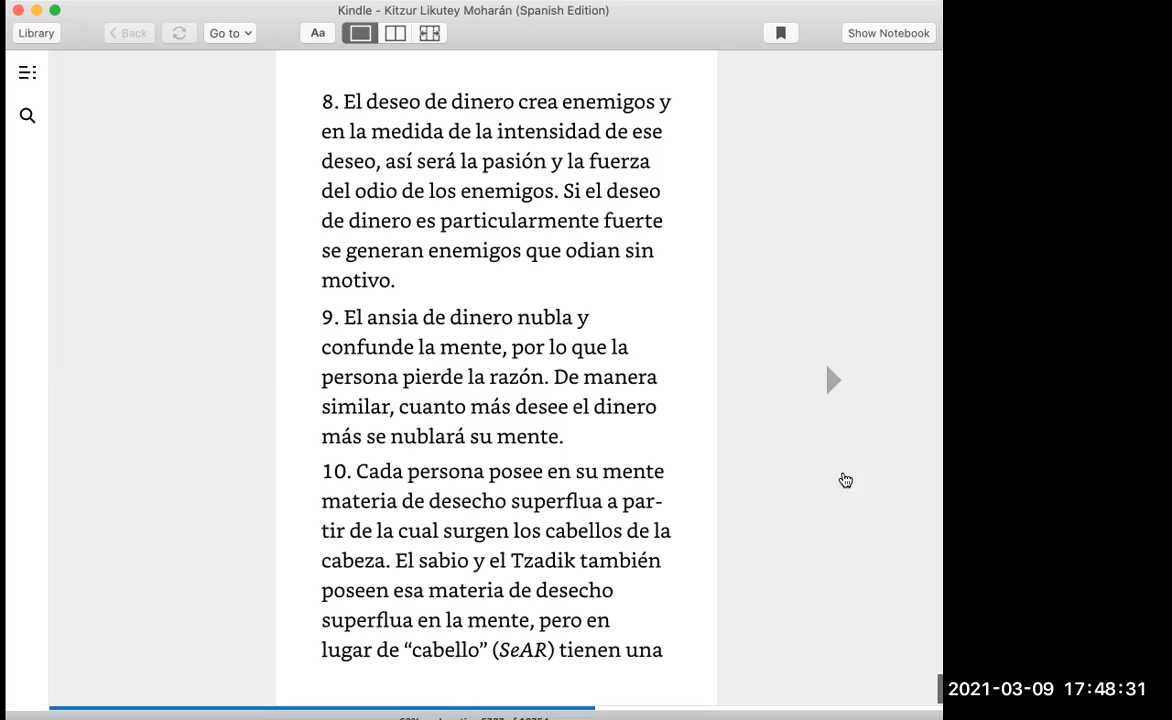 Kindle - Kitzur Likutey Moharán (Spanish Edition)
Library
Back
Go to
Aa
Show Notebook
8. El deseo de dinero crea enemigos y
en la medida de la intensidad de ese
deseo, así será la pasión y la fuerza
del odio de los enemigos. Si el deseo
de dinero es particularmente fuerte
se generan enemigos que odian sin
motivo.
9. El ansia de dinero nubla y
confunde la mente, por lo que la
persona pierde la razón. De manera
similar, cuanto más desee el dinero
más se nublará su mente.
10. Cada persona posee en su mente
materia de desecho superflua a par-
tir de la cual surgen los cabellos de la
cabeza. El sabio y el Tzadik también
poseen esa materia de desecho
superflua en la mente, pero en
lugar de “cabello” (SeAR) tienen una
2021-03-09 17:48:31